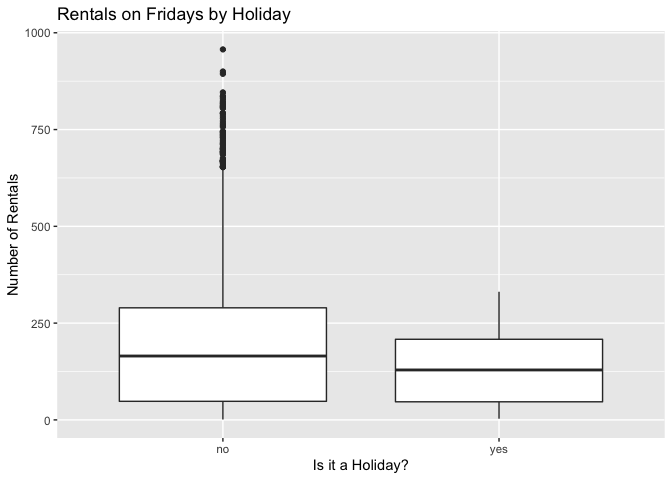 Rentals on Fridays by Holiday
1000
750
500
250
0
Number of Rentals
no yes
Is it a Holiday?